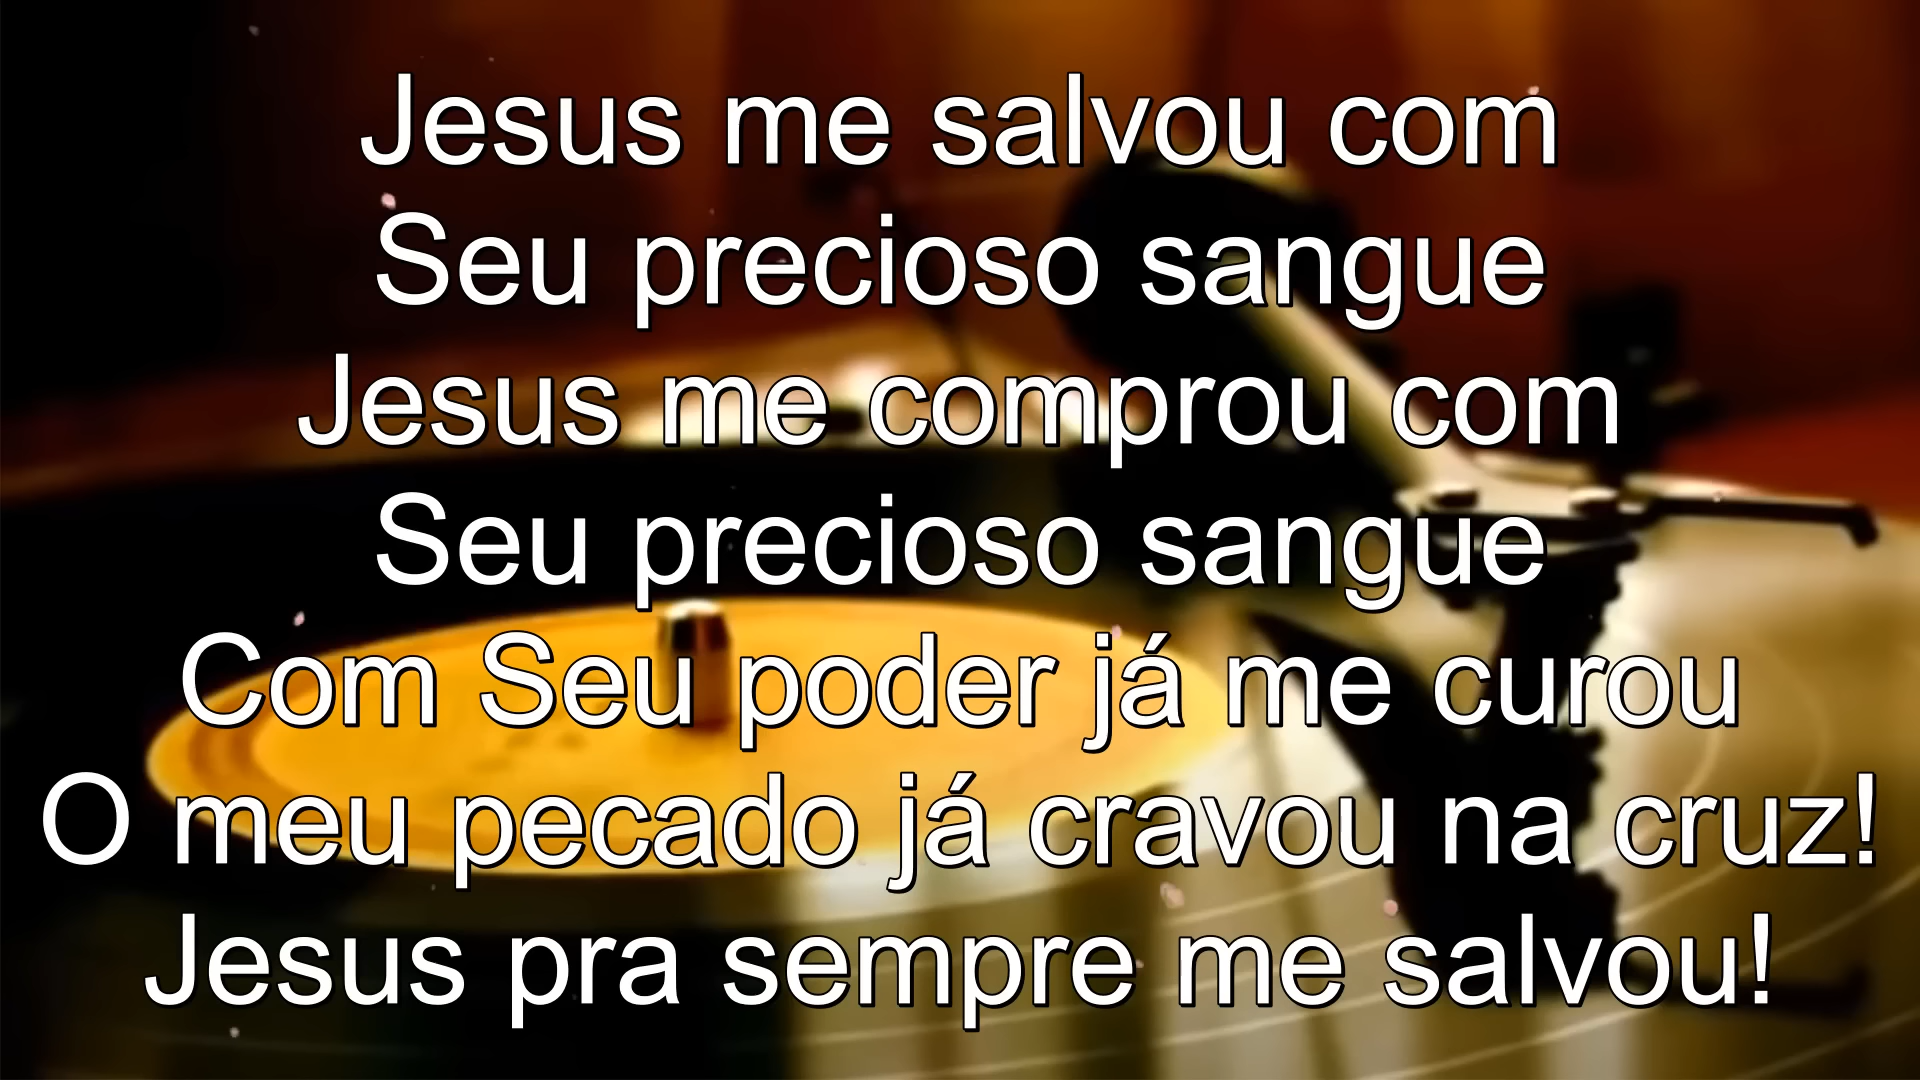 Jesus me salvou com
Seu precioso sangue
Jesus me comprou com
Seu precioso sangue
Com Seu poder já me curou
O meu pecado já cravou na cruz!
Jesus pra sempre me salvou!